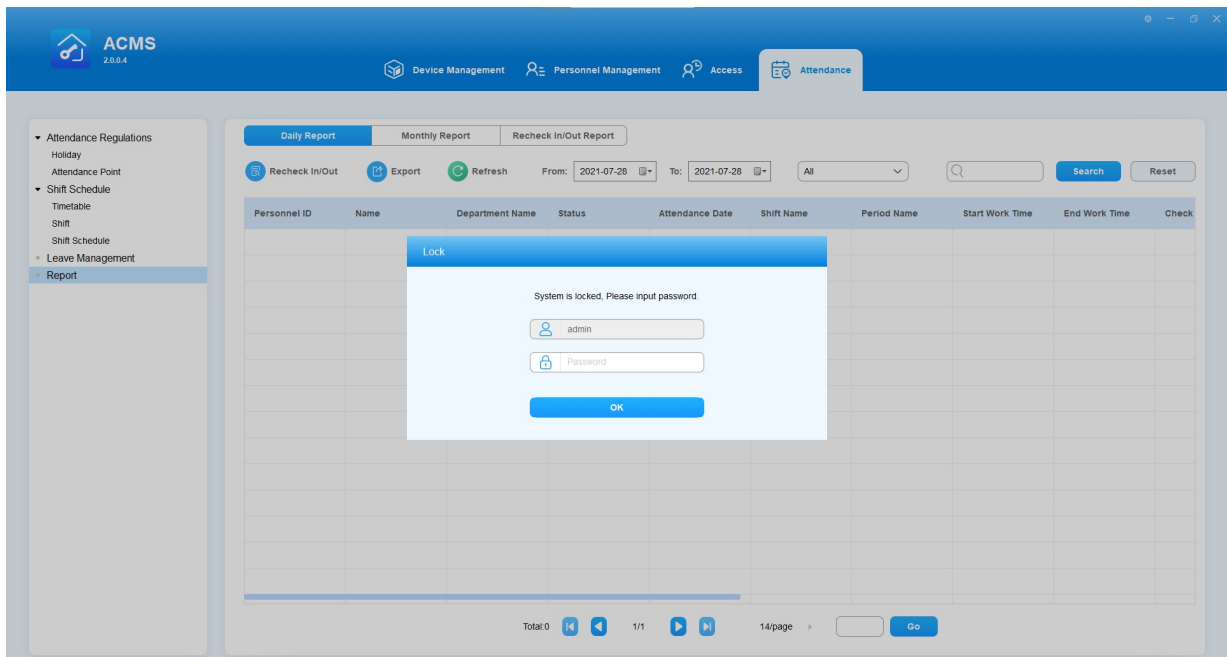 ACMS
2.0.0.4
Device Management Personnel Management Access Attendance
Attendance Regulations
Holiday
Attendance Point
Shift Schedule
Timetable
Shift
Shift Schedule
Leave Management
Report
Daily Report Monthly Report Recheck In/Out Report
Recheck In/Out Export Refresh From: 2021-07-28 To: 2021-07-28 All Search Reset
Personnel ID Name Department Name Status Attendance Date Shift Name Period Name Start Work Time End Work Time Check
Lock
System is locked, Please input password.
admin
Password
OK
Total:0 1/1 14/page Go